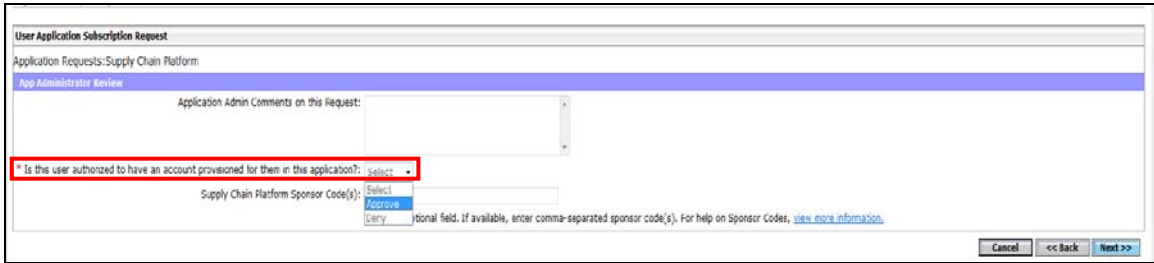 User Application Subscription Request
Application Requests:Supply Chain Platform
App Administrator Review
Application Admin Comments on this Request:
* Is this user authorized to have an account provisioned for them in this application?: Select
Supply Chain Platform Sponsor Code(s): Select
Approve
Deny tional field. If available, enter comma-separated sponsor code(s). For help on Sponsor Codes, view more information.
Cancel << Back Next >>